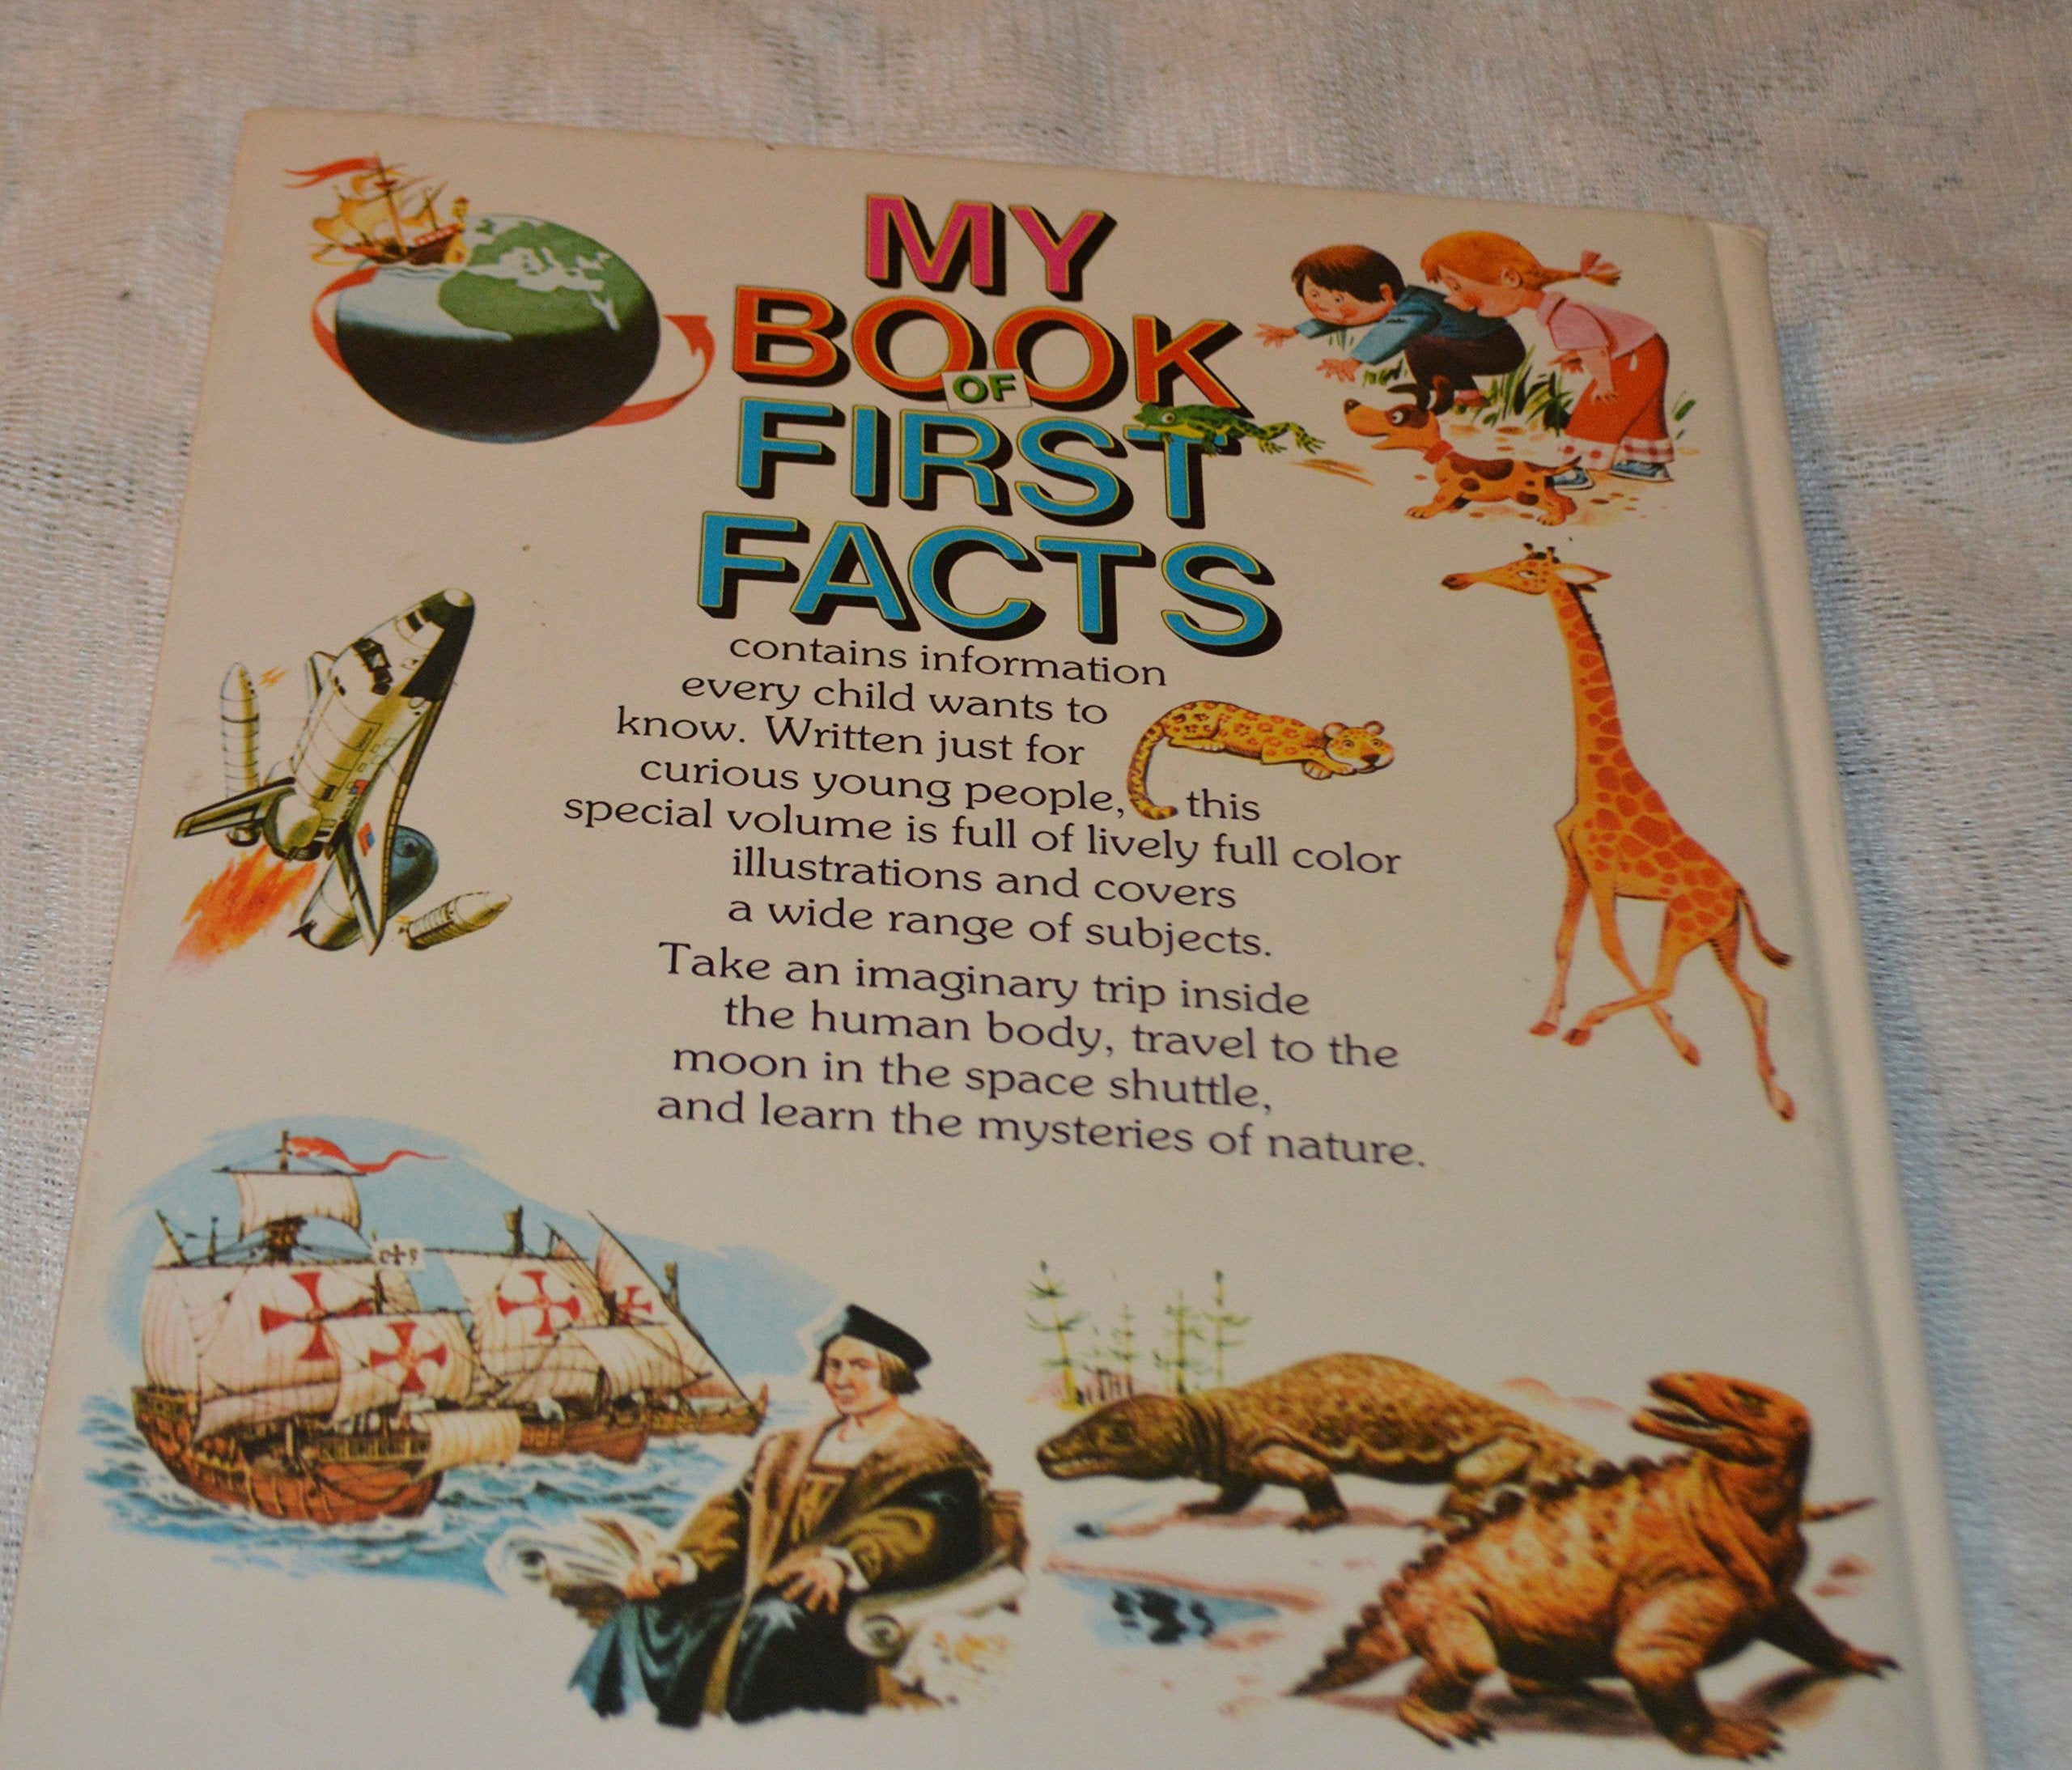 MY
BOOK
OF
FIRST
FACTS
contains information
every child wants to
know. Written just for
curious young people, this
special volume is full of lively full color
illustrations and covers
a wide range of subjects.
Take an imaginary trip inside
the human body, travel to the
moon in the space shuttle,
and learn the mysteries of nature.